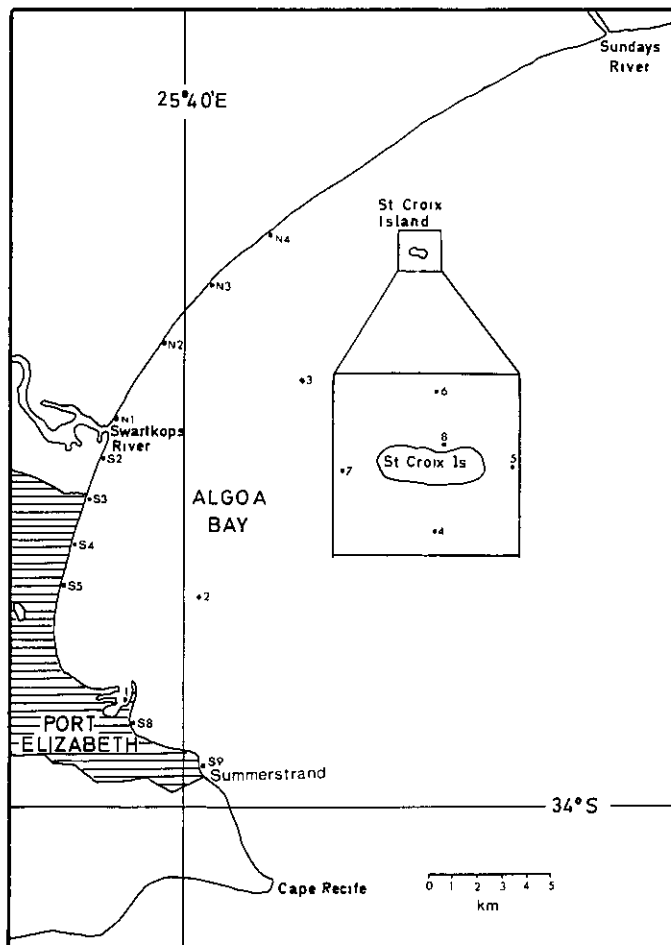 Sundays
River
25°40'E
St Croix
Island
N4
N3
N2
3
6
N1
Swartkops
River
8
S2
St Croix Is
7
5
S3
ALGOA
BAY
4
S4
S5
2
1
S8
PORT
ELIZABETH
S9
Summerstrand
34°S
Cape Recife
0 1 2 3 4 5
km